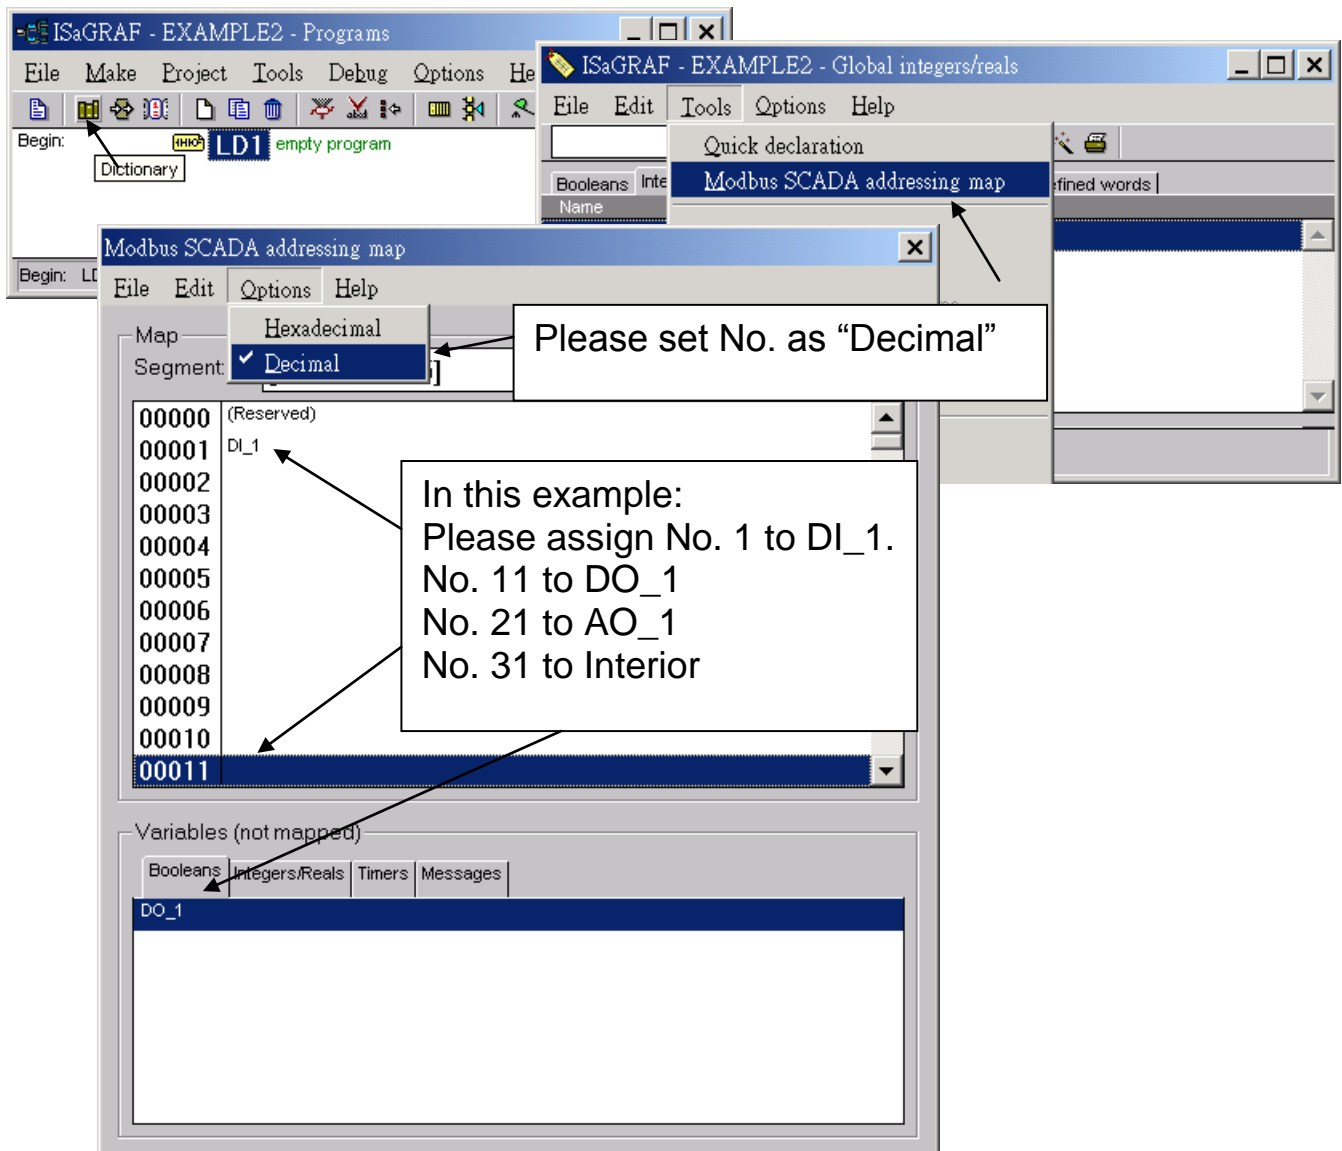 ISaGRAF - EXAMPLE2 - Programs
File Make Project Tools Debug Options He
Begin: LD1 empty program
Dictionary
Begin:
ISaGRAF - EXAMPLE2 - Global integers/reals
File Edit Tools Options Help
Quick declaration
Modbus SCADA addressing map
Booleans Inte fined words
Name
Modbus SCADA addressing map
File Edit Options Help
Hexadecimal
Decimal
Please set No. as “Decimal”
Map
Segment:
00000 (Reserved)
00001 DI_1
00002
00003
00004
00005
00006
00007
00008
00009
00010
00011
In this example:
Please assign No. 1 to DI_1.
No. 11 to DO_1
No. 21 to AO_1
No. 31 to Interior
Variables (not mapped)
Booleans Integers/Reals Timers Messages
DO_1